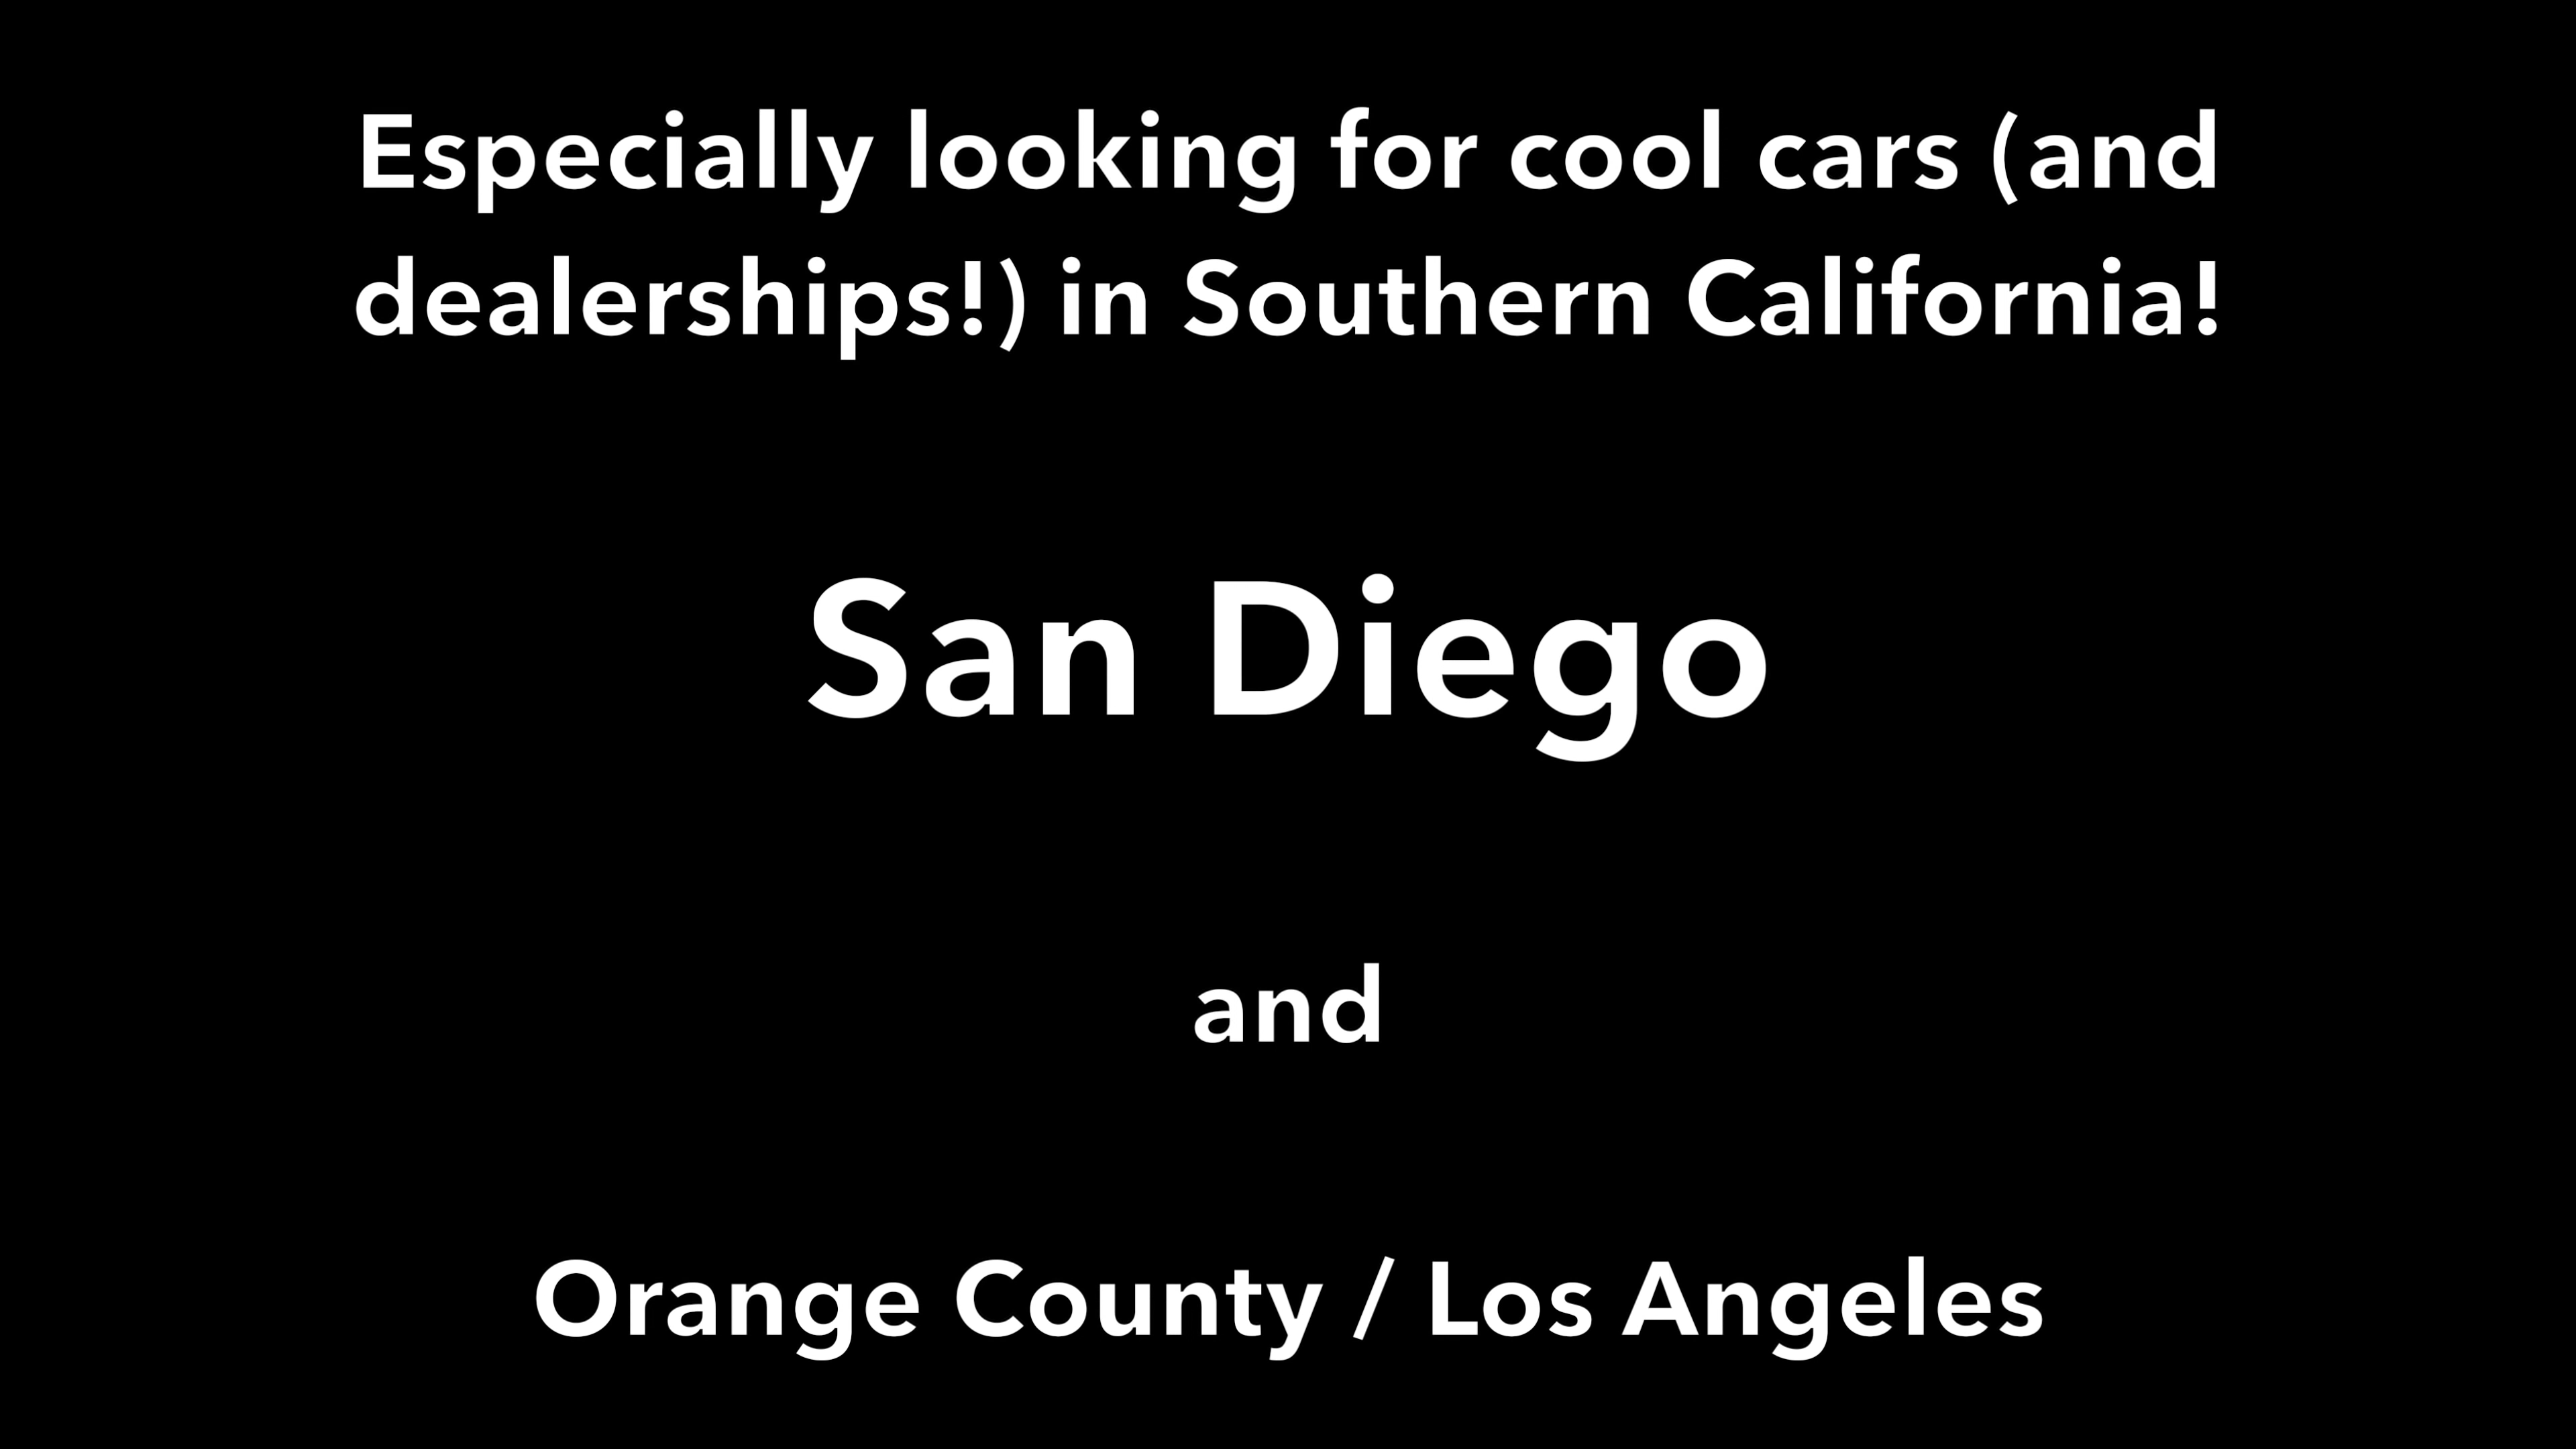 Especially looking for cool cars (and
dealerships!) in Southern California!
San Diego
and
Orange County / Los Angeles